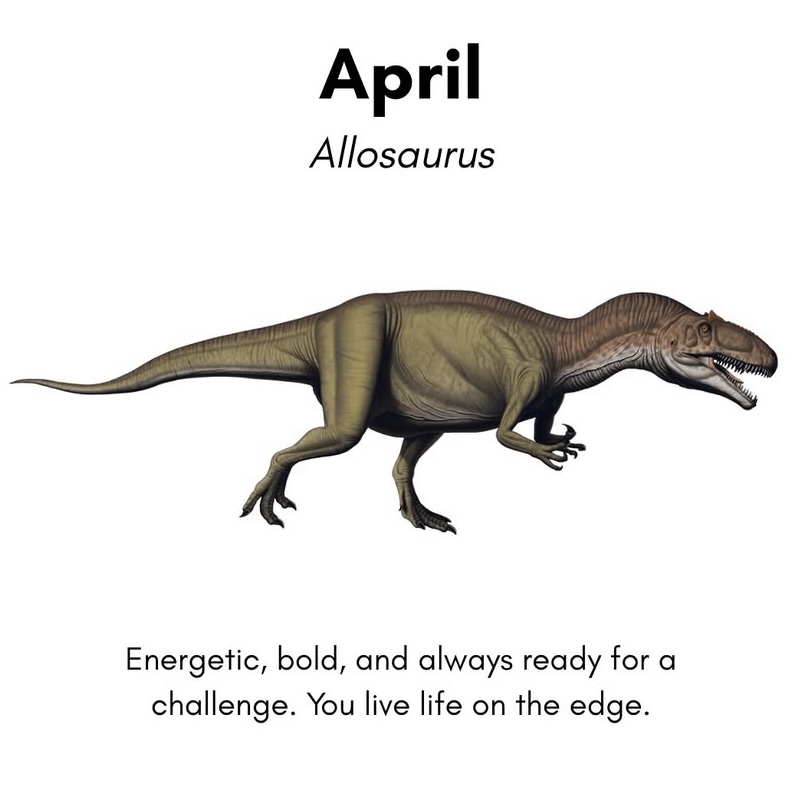 April
Allosaurus
Energetic, bold, and always ready for a
challenge. You live life on the edge.